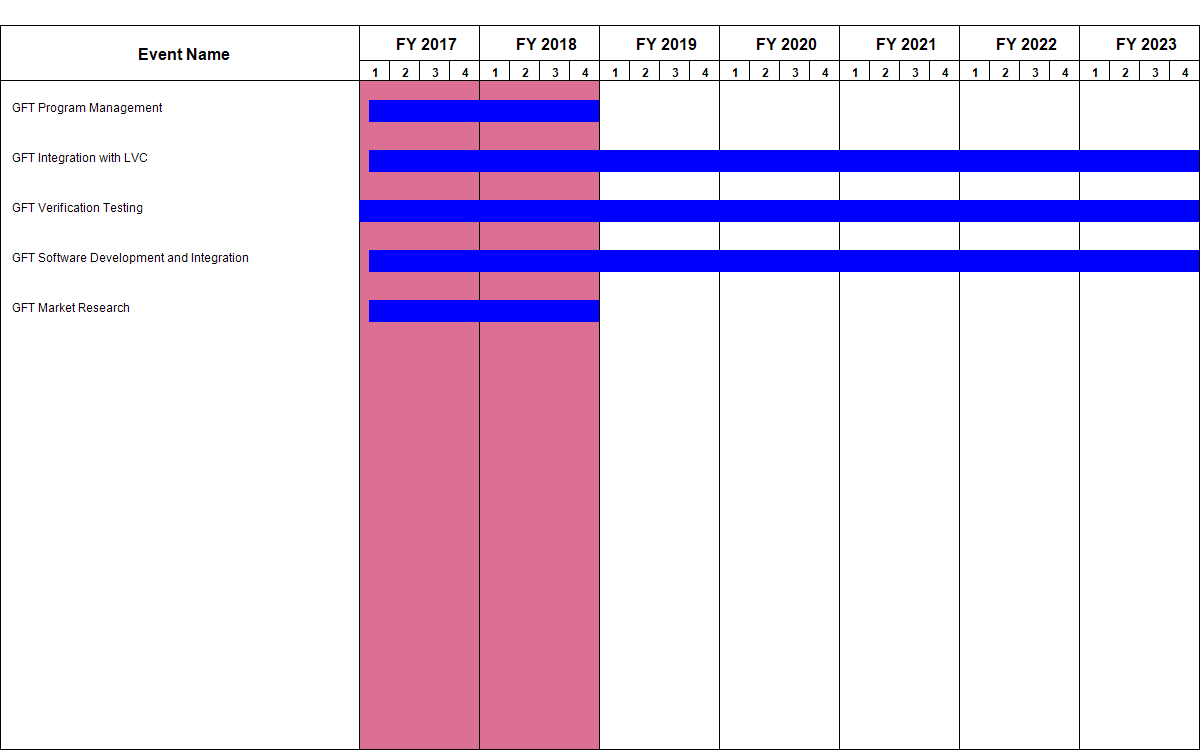 Event Name FY 2017 FY 2018 FY 2019 FY 2020 FY 2021 FY 2022 FY 2023
1 2 3 4 1 2 3 4 1 2 3 4 1 2 3 4 1 2 3 4 1 2 3 4 1 2 3 4
GFT Program Management
GFT Integration with LVC
GFT Verification Testing
GFT Software Development and Integration
GFT Market Research